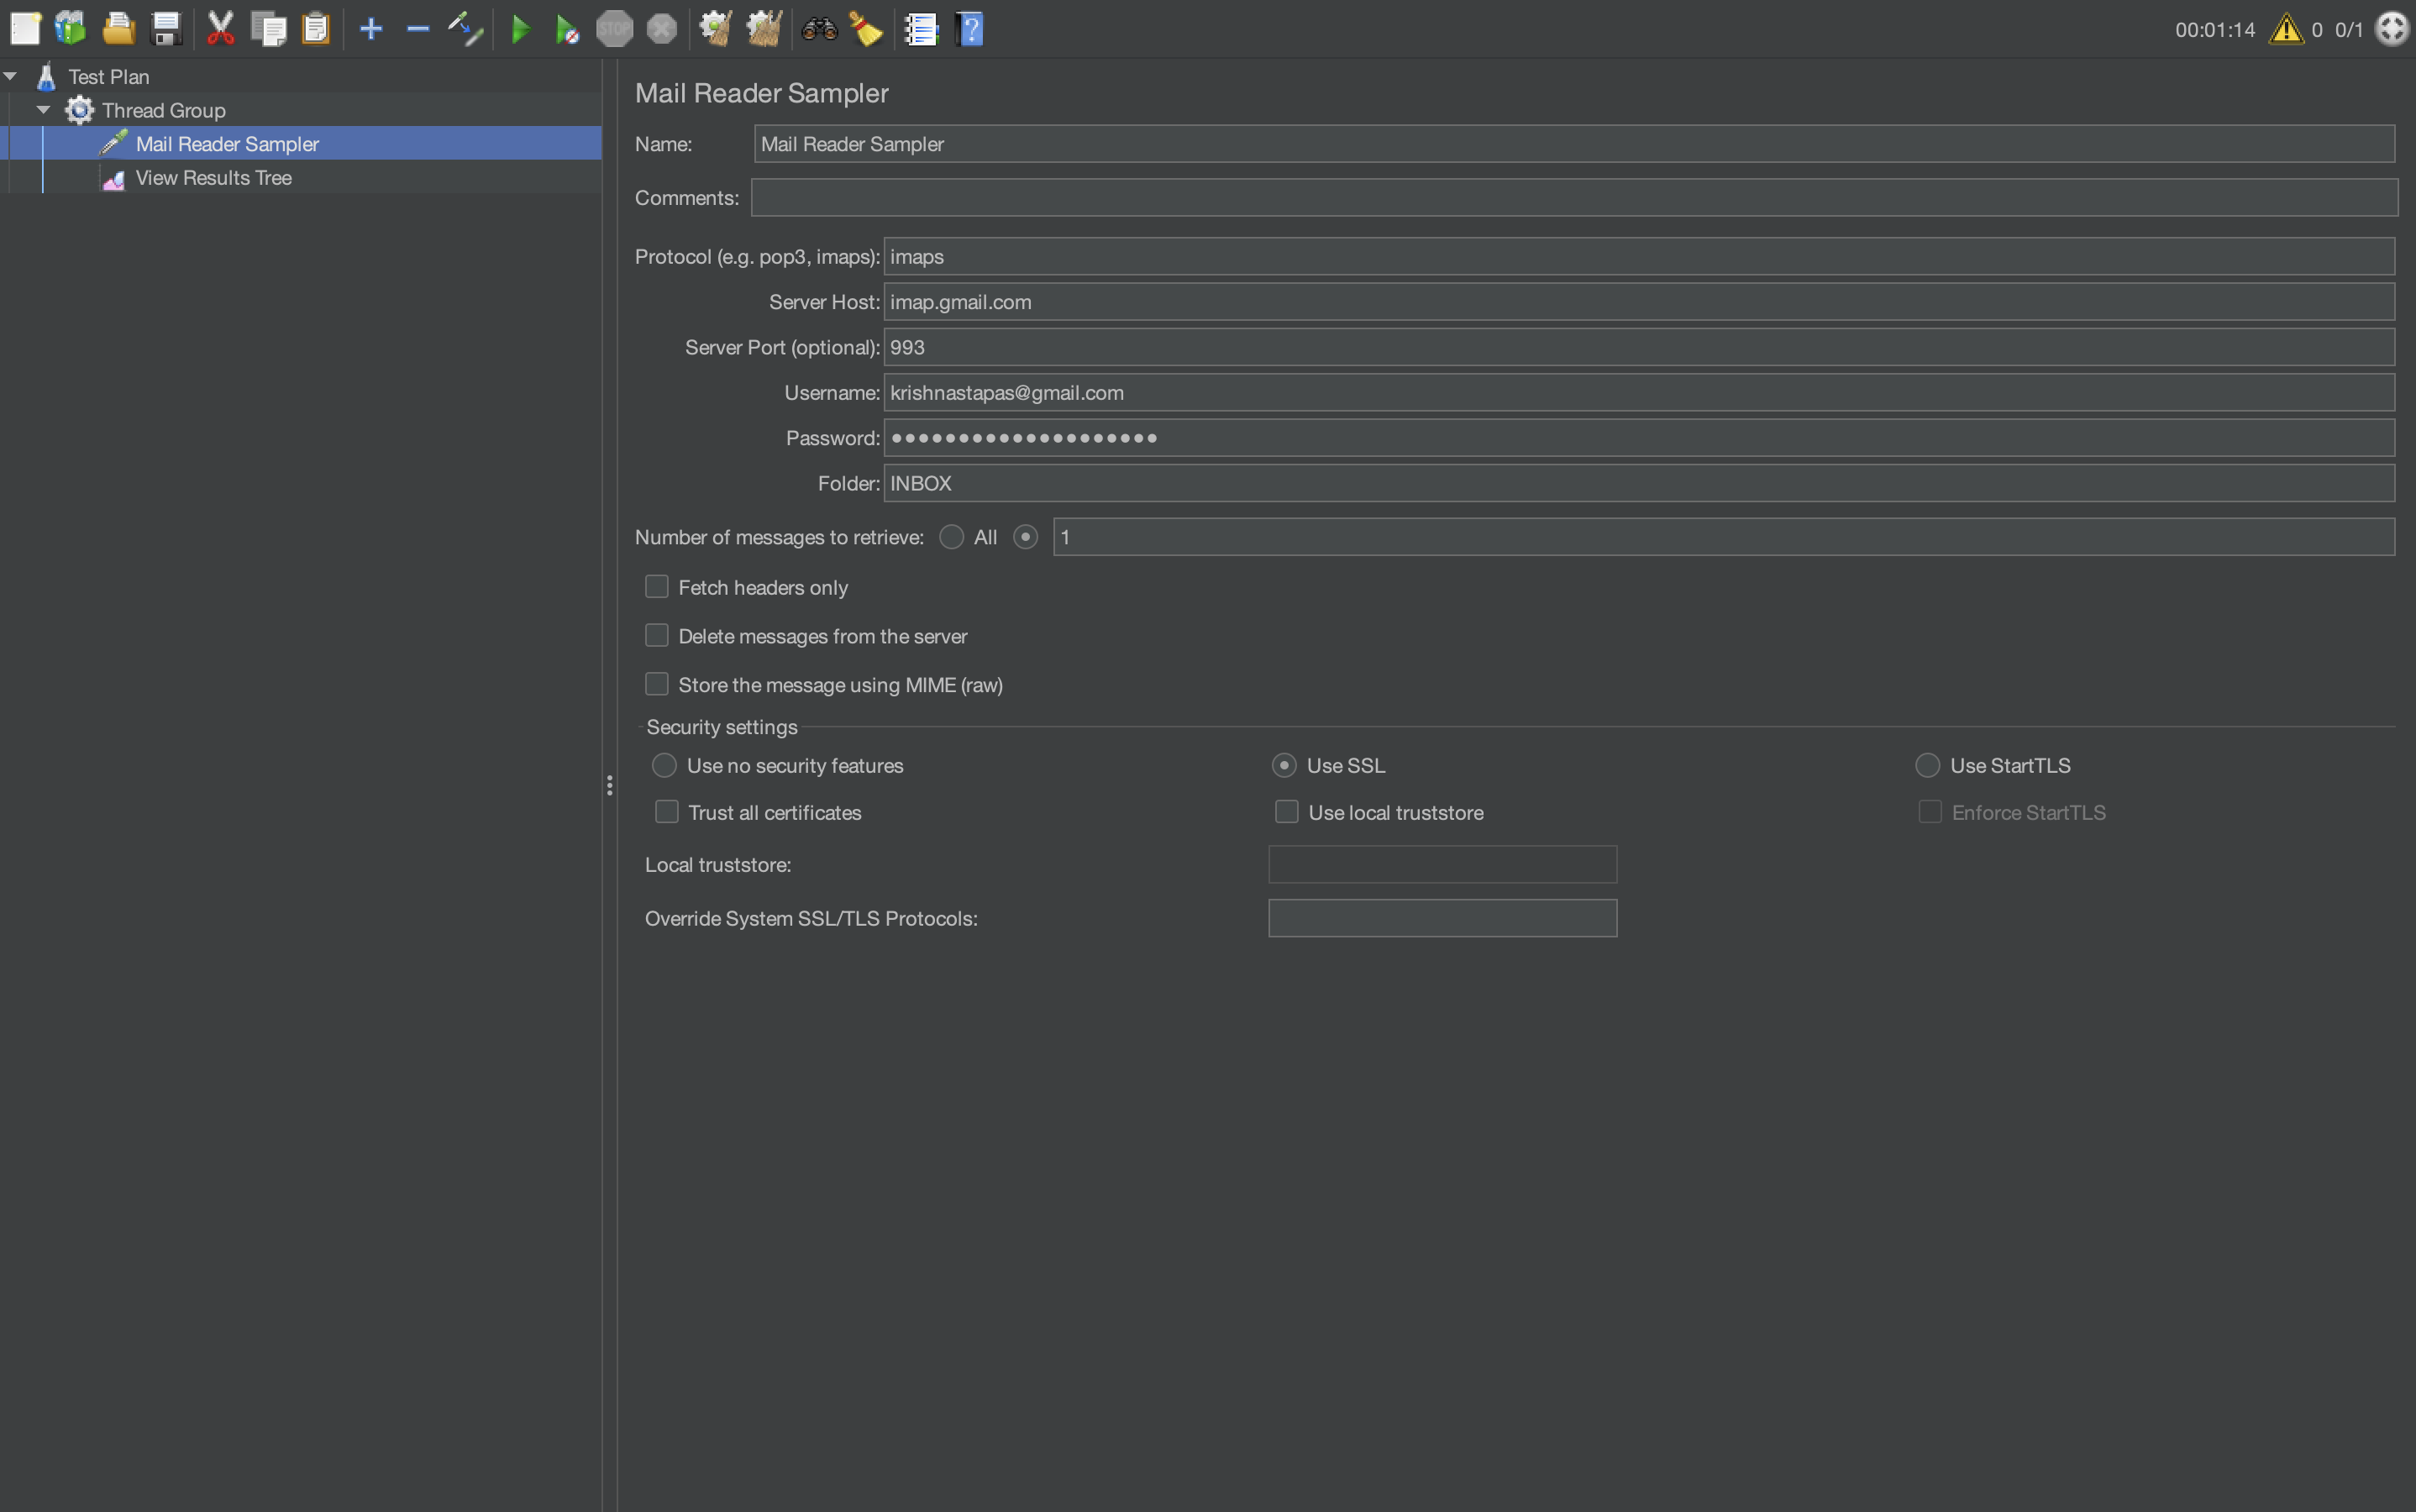 STOP
00:01:14 0 0/1
Test Plan
Thread Group
Mail Reader Sampler
View Results Tree
Mail Reader Sampler
Name: Mail Reader Sampler
Comments:
Protocol (e.g. pop3, imaps): imaps
Server Host: imap.gmail.com
Server Port (optional): 993
Username: krishnastapas@gmail.com
Password: ●●●●●●●●●●●●●●●●●●●●
Folder: INBOX
Number of messages to retrieve: All 1
Fetch headers only
Delete messages from the server
Store the message using MIME (raw)
Security settings
Use no security features Use SSL Use StartTLS
Trust all certificates Use local truststore Enforce StartTLS
Local truststore:
Override System SSL/TLS Protocols: